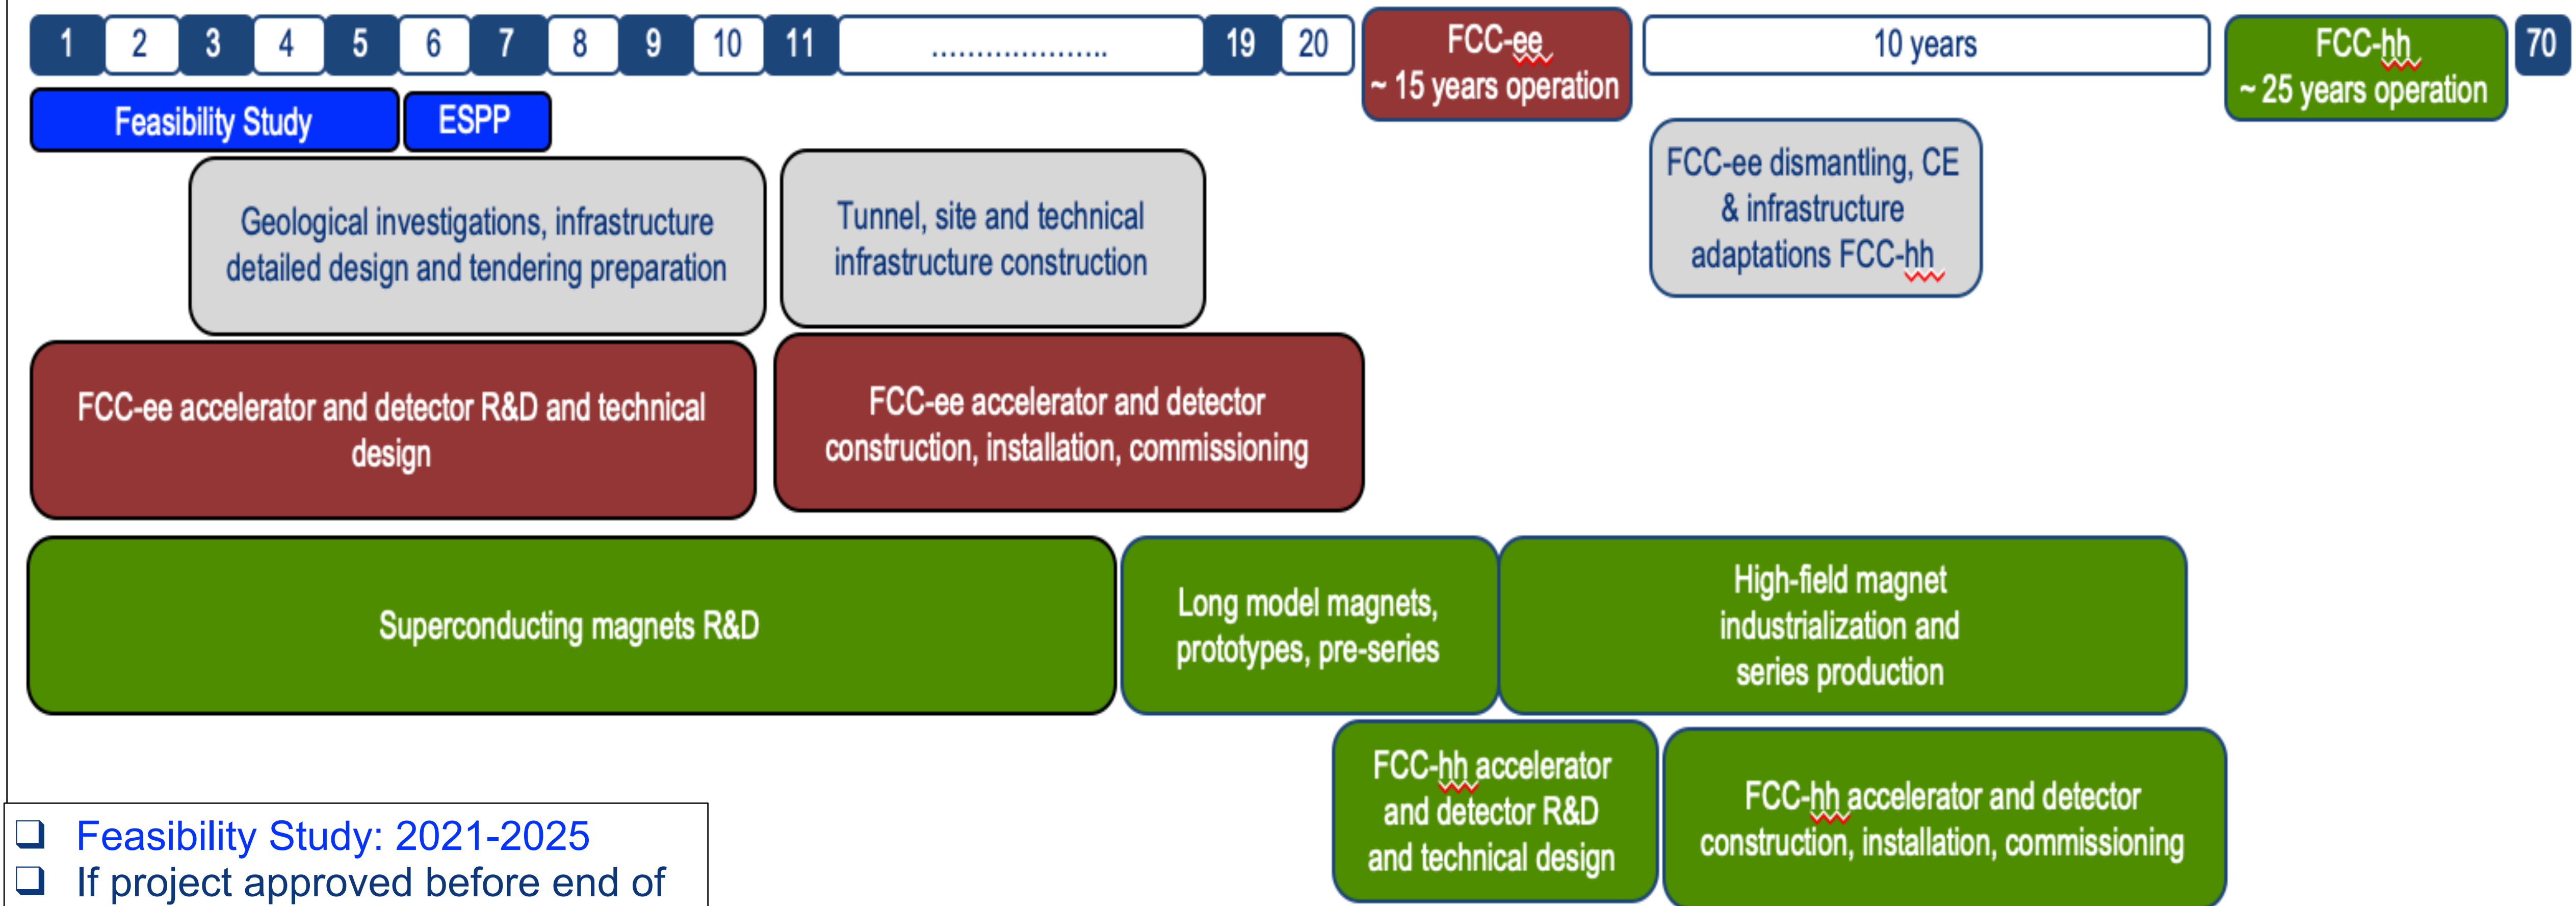 1 2 3 4 5 6 7 8 9 10 11 ..................... 19 20
FCC-ee
~ 15 years operation
10 years
FCC-hh
~ 25 years operation
70
Feasibility Study
ESPP
Geological investigations, infrastructure
detailed design and tendering preparation
Tunnel, site and technical
infrastructure construction
FCC-ee dismantling, CE
& infrastructure
adaptations FCC-hh
FCC-ee accelerator and detector R&D and technical
design
FCC-ee accelerator and detector
construction, installation, commissioning
Superconducting magnets R&D
Long model magnets,
prototypes, pre-series
High-field magnet
industrialization and
series production
FCC-hh accelerator
and detector R&D
and technical design
FCC-hh accelerator and detector
construction, installation, commissioning
❑ Feasibility Study: 2021-2025
❑ If project approved before end of